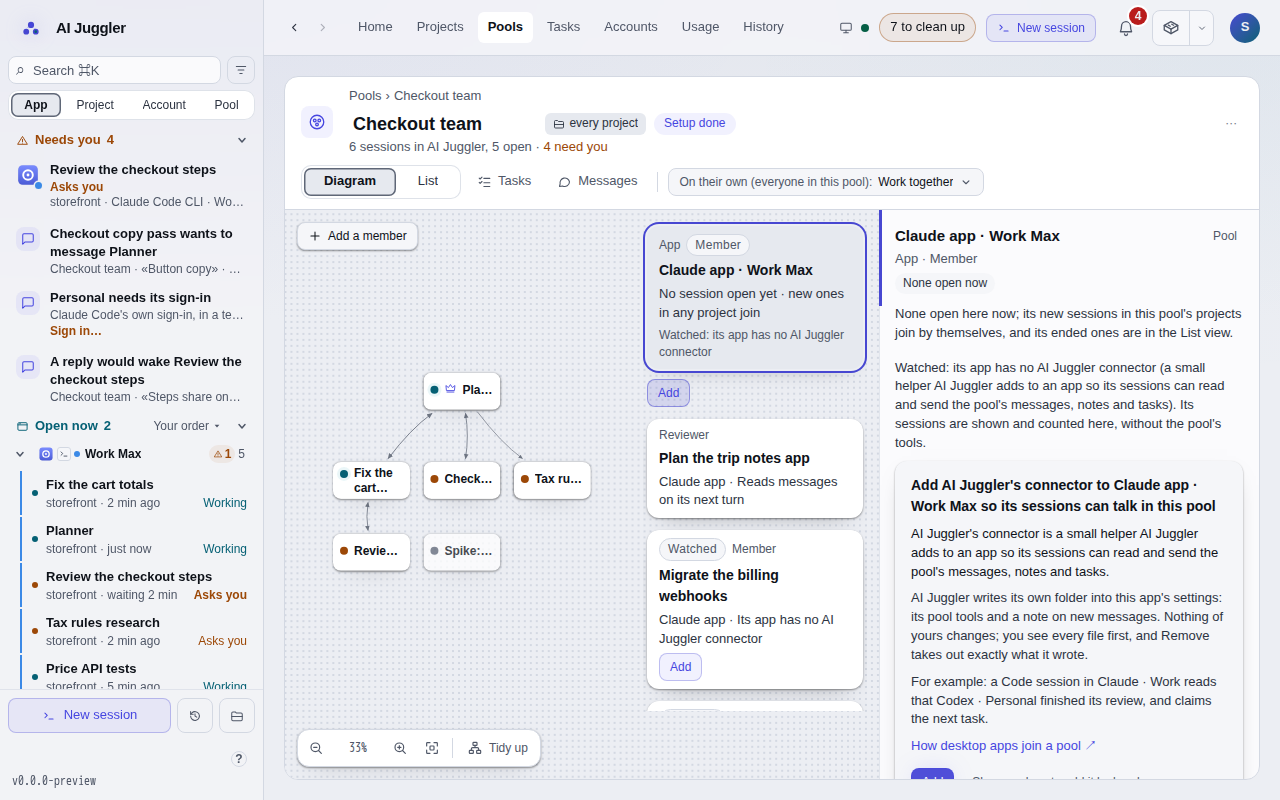 AI Juggler
Search ⌘K
App
Project
Account
Pool
Needs you 4
Review the checkout steps
Asks you
storefront · Claude Code CLI · Wo…
Checkout copy pass wants to
message Planner
Checkout team · «Button copy» · …
Personal needs its sign-in
Claude Code's own sign-in, in a te…
Sign in…
A reply would wake Review the
checkout steps
Checkout team · «Steps share on…
Open now 2
Your order
Work Max
1
5
Fix the cart totals
storefront · 2 min ago
Working
Planner
storefront · just now
Working
Review the checkout steps
storefront · waiting 2 min
Asks you
Tax rules research
storefront · 2 min ago
Asks you
Price API tests
storefront · 5 min ago
Working
New session
?
v0.0.0-preview
Home
Projects
Pools
Tasks
Accounts
Usage
History
7 to clean up
New session
4
S
Pools › Checkout team
Checkout team
every project
Setup done
6 sessions in AI Juggler, 5 open · 4 need you
Diagram
List
Tasks
Messages
On their own (everyone in this pool): Work together
Add a member
Pla…
Fix the
cart…
Check…
Tax ru…
Revie…
Spike:…
33%
Tidy up
App
Member
Claude app · Work Max
No session open yet · new ones
in any project join
Watched: its app has no AI Juggler
connector
Add
Reviewer
Plan the trip notes app
Claude app · Reads messages
on its next turn
Watched
Member
Migrate the billing
webhooks
Claude app · Its app has no AI
Juggler connector
Add
Claude app · Work Max
Pool
App · Member
None open now
None open here now; its new sessions in this pool's projects
join by themselves, and its ended ones are in the List view.
Watched: its app has no AI Juggler connector (a small
helper AI Juggler adds to an app so its sessions can read
and send the pool's messages, notes and tasks). Its
sessions are shown and counted here, without the pool's
tools.
Add AI Juggler's connector to Claude app ·
Work Max so its sessions can talk in this pool
AI Juggler's connector is a small helper AI Juggler
adds to an app so its sessions can read and send the
pool's messages, notes and tasks.
AI Juggler writes its own folder into this app's settings:
its pool tools and a note on new messages. Nothing of
yours changes; you see every file first, and Remove
takes out exactly what it wrote.
For example: a Code session in Claude · Work reads
that Codex · Personal finished its review, and claims
the next task.
How desktop apps join a pool ↗